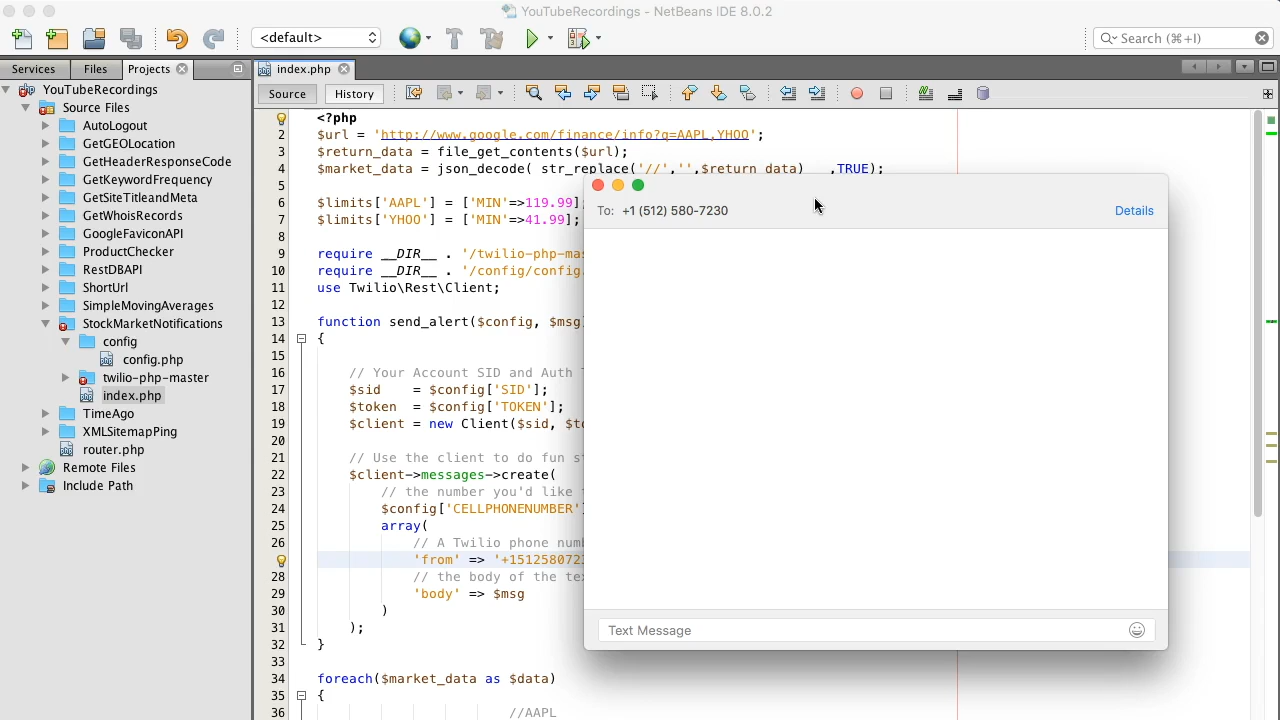 YouTubeRecordings - NetBeans IDE 8.0.2
<default>
Search (⌘+I)
Services
Files
Projects
index.php
Source
History
YouTubeRecordings
Source Files
AutoLogout
GetGEOLocation
GetHeaderResponseCode
GetKeywordFrequency
GetSiteTitleandMeta
GetWhoisRecords
GoogleFaviconAPI
ProductChecker
RestDBAPI
ShortUrl
SimpleMovingAverages
StockMarketNotifications
config
config.php
twilio-php-master
index.php
TimeAgo
XMLSitemapPing
router.php
Remote Files
Include Path
<?php
2 $url = 'http://www.google.com/finance/info?q=AAPL,YHOO';
3 $return_data = file_get_contents($url);
4 $market_data = json_decode( str_replace('//','',$return_data) ,TRUE);
5
6 $limits['AAPL'] = ['MIN'=>119.99];
7 $limits['YHOO'] = ['MIN'=>41.99];
8
9 require __DIR__ . '/twilio-php-mas
10 require __DIR__ . '/config/config.
11 use Twilio\Rest\Client;
12
13 function send_alert($config, $msg)
14 {
15
16 // Your Account SID and Auth T
17 $sid = $config['SID'];
18 $token = $config['TOKEN'];
19 $client = new Client($sid, $to
20
21 // Use the client to do fun st
22 $client->messages->create(
23 // the number you'd like t
24 $config['CELLPHONENUMBER']
25 array(
26 // A Twilio phone numb
'from' => '+1512580723
28 // the body of the tex
29 'body' => $msg
30 )
31 );
32 }
33
34 foreach($market_data as $data)
35 {
36 //AAPL
To: +1 (512) 580-7230
Details
Text Message